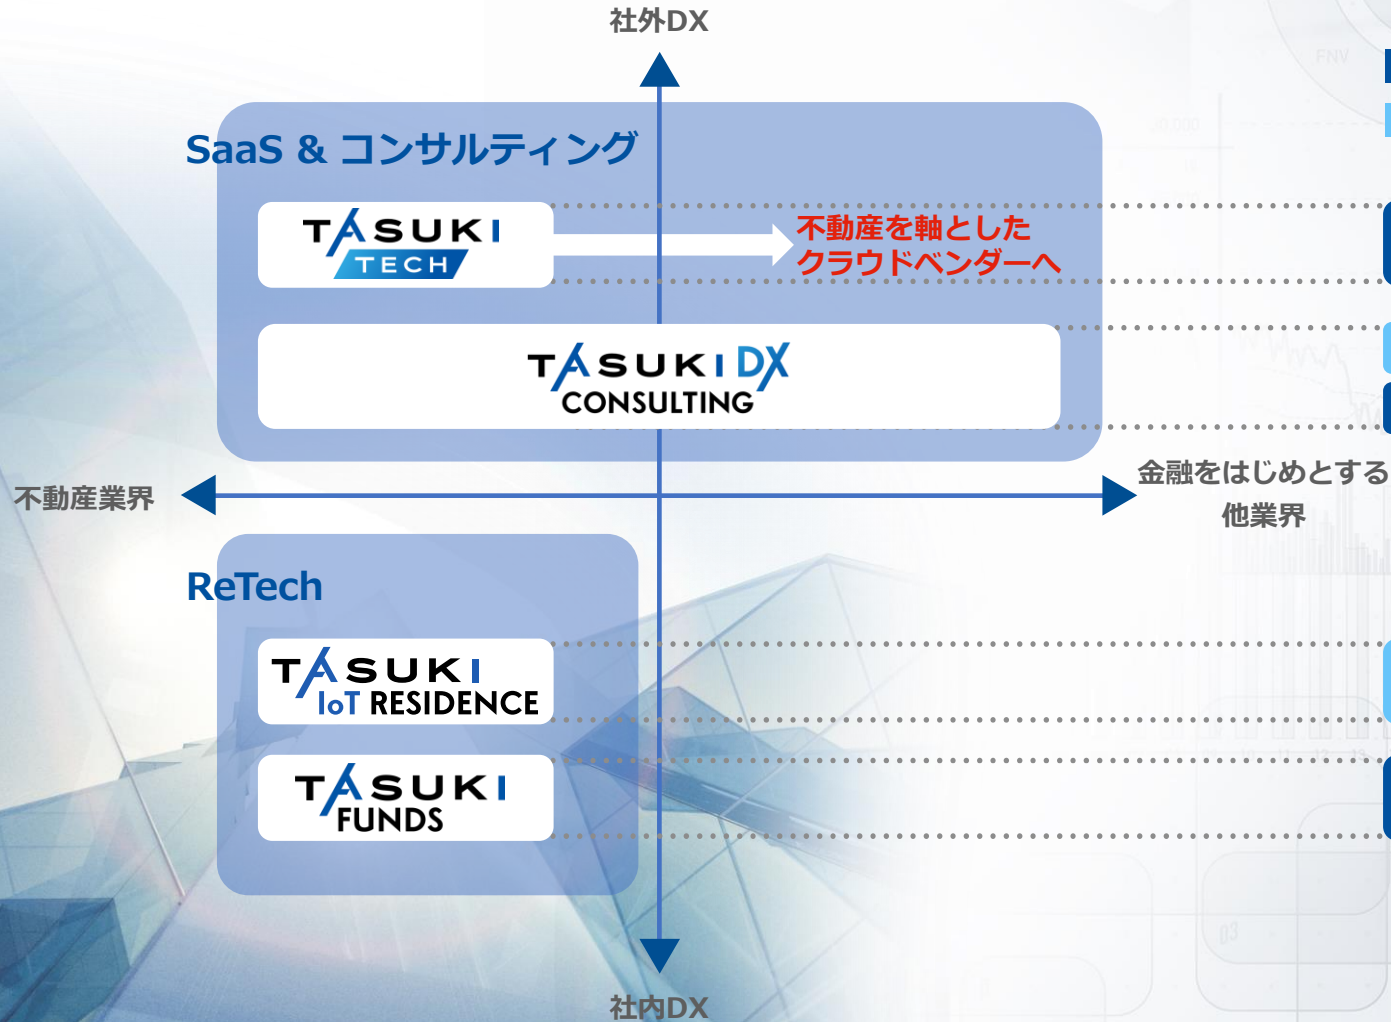 社外DX
FNV
SaaS & コンサルティング
TASUKI
TECH
不動産を軸とした
クラウドベンダーへ
TASUKI DX
CONSULTING
不動産業界
金融をはじめとする
他業界
ReTech
TASUKI
IoT RESIDENCE
TASUKI
FUNDS
03
社内DX